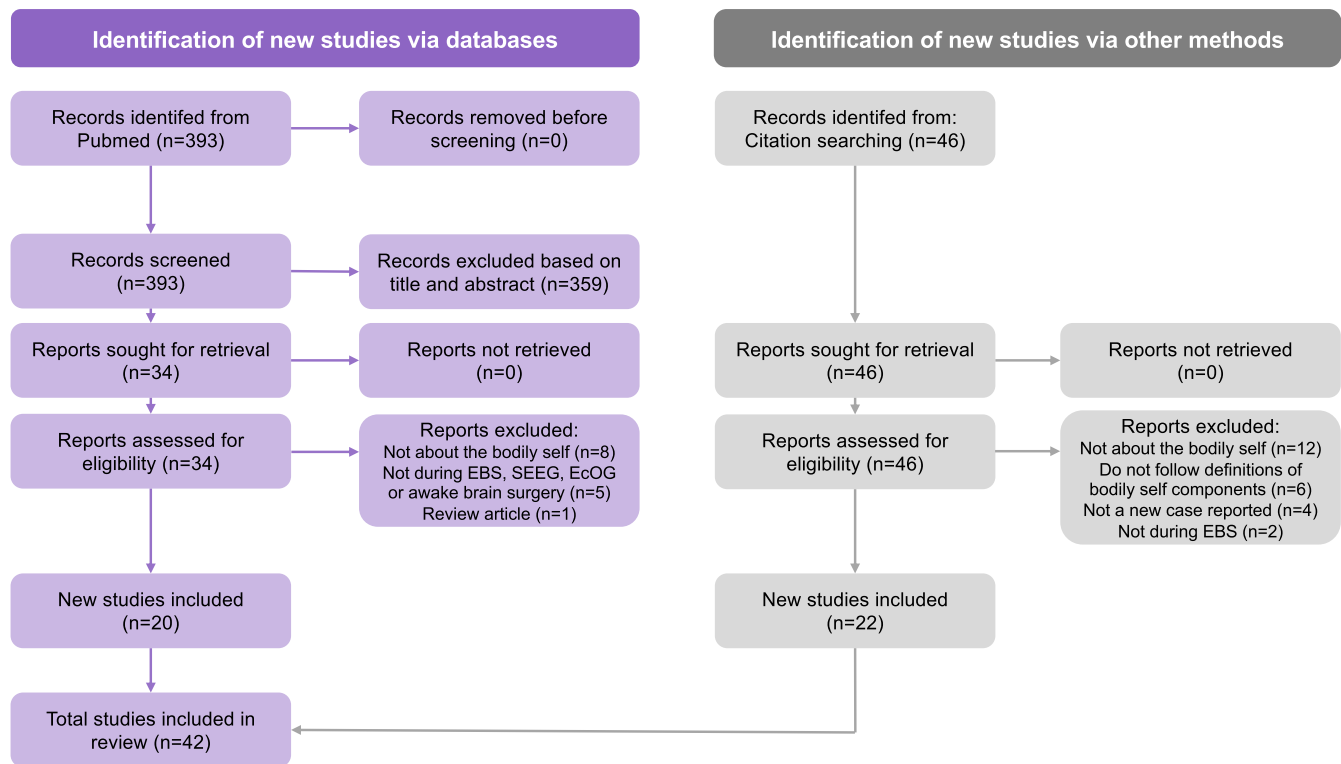 Identification of new studies via databases
Identification of new studies via other methods
Records identifed from
Pubmed (n=393)
Records removed before
screening (n=0)
Records identifed from:
Citation searching (n=46)
Records screened
(n=393)
Records excluded based on
title and abstract (n=359)
Reports sought for retrieval
(n=34)
Reports not retrieved
(n=0)
Reports sought for retrieval
(n=46)
Reports not retrieved
(n=0)
Reports assessed for
eligibility (n=34)
Reports excluded:
Not about the bodily self (n=8)
Not during EBS, SEEG, EcOG
or awake brain surgery (n=5)
Review article (n=1)
Reports assessed for
eligibility (n=46)
Reports excluded:
Not about the bodily self (n=12)
Do not follow definitions of
bodily self components (n=6)
Not a new case reported (n=4)
Not during EBS (n=2)
New studies included
(n=20)
New studies included
(n=22)
Total studies included in
review (n=42)